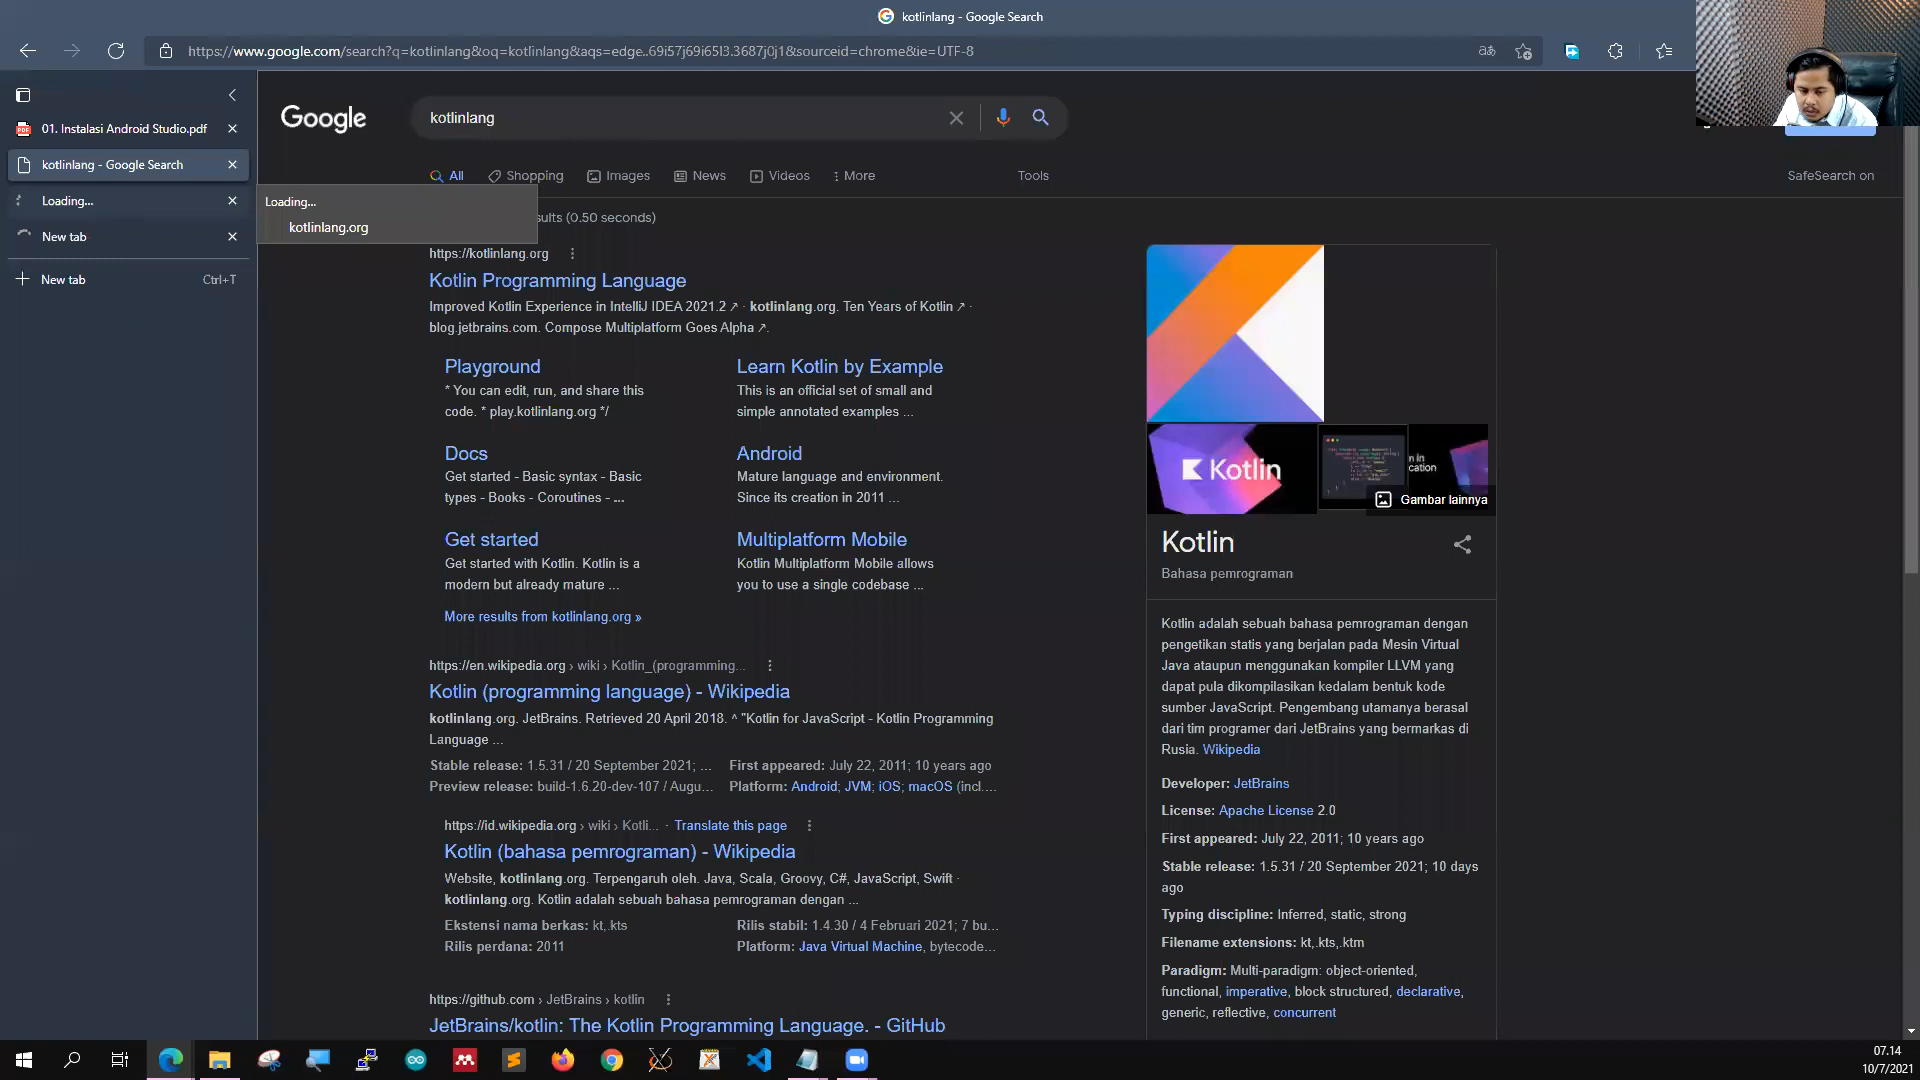 kotlinlang - Google Search
https://www.google.com/search?q=kotlinlang&oq=kotlinlang&aqs=edge..69i57j69i65l3.3687j0j1&sourceid=chrome&ie=UTF-8
01. Instalasi Android Studio.pdf
kotlinlang - Google Search
Loading...
New tab
New tab Ctrl+T
Loading...
kotlinlang.org
Google
kotlinlang
All Shopping Images News Videos More Tools SafeSearch on
(0.50 seconds)
https://kotlinlang.org
Kotlin Programming Language
Improved Kotlin Experience in IntelliJ IDEA 2021.2 ↗ · kotlinlang.org. Ten Years of Kotlin ↗ ·
blog.jetbrains.com. Compose Multiplatform Goes Alpha ↗.
Playground
* You can edit, run, and share this
code. * play.kotlinlang.org */
Learn Kotlin by Example
This is an official set of small and
simple annotated examples ...
Docs
Get started - Basic syntax - Basic
types - Books - Coroutines - ...
Android
Mature language and environment.
Since its creation in 2011 ...
Get started
Get started with Kotlin. Kotlin is a
modern but already mature ...
Multiplatform Mobile
Kotlin Multiplatform Mobile allows
you to use a single codebase ...
More results from kotlinlang.org »
https://en.wikipedia.org › wiki › Kotlin_(programming...
Kotlin (programming language) - Wikipedia
kotlinlang.org. JetBrains. Retrieved 20 April 2018. ^ "Kotlin for JavaScript - Kotlin Programming
Language ...
Stable release: 1.5.31 / 20 September 2021; ... First appeared: July 22, 2011; 10 years ago
Preview release: build-1.6.20-dev-107 / Augu... Platform: Android; JVM; iOS; macOS (incl....
https://id.wikipedia.org › wiki › Kotli... · Translate this page
Kotlin (bahasa pemrograman) - Wikipedia
Website, kotlinlang.org. Terpengaruh oleh. Java, Scala, Groovy, C#, JavaScript, Swift ·
kotlinlang.org. Kotlin adalah sebuah bahasa pemrograman dengan ...
Ekstensi nama berkas: kt,.kts Rilis stabil: 1.4.30 / 4 Februari 2021; 7 bu...
Rilis perdana: 2011 Platform: Java Virtual Machine, bytecode...
https://github.com › JetBrains › kotlin
JetBrains/kotlin: The Kotlin Programming Language. - GitHub
Kotlin
Gambar lainnya
Kotlin
Bahasa pemrograman
Kotlin adalah sebuah bahasa pemrograman dengan
pengetikan statis yang berjalan pada Mesin Virtual
Java ataupun menggunakan kompiler LLVM yang
dapat pula dikompilasikan kedalam bentuk kode
sumber JavaScript. Pengembang utamanya berasal
dari tim programer dari JetBrains yang bermarkas di
Rusia. Wikipedia
Developer: JetBrains
License: Apache License 2.0
First appeared: July 22, 2011; 10 years ago
Stable release: 1.5.31 / 20 September 2021; 10 days
ago
Typing discipline: Inferred, static, strong
Filename extensions: kt,.kts,.ktm
Paradigm: Multi-paradigm: object-oriented,
functional, imperative, block structured, declarative,
generic, reflective, concurrent
07.14
10/7/2021